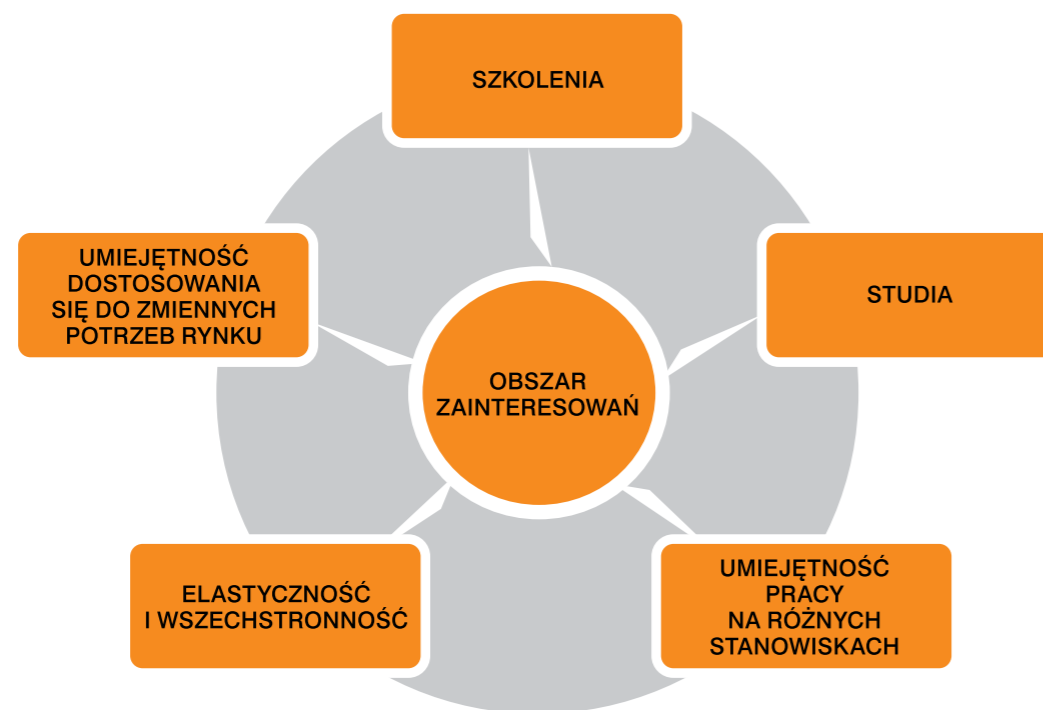 SZKOLENIA
STUDIA
UMIEJĘTNOŚĆ
PRACY
NA RÓŻNYCH
STANOWISKACH
ELASTYCZNOŚĆ
I WSZECHSTRONNOŚĆ
UMIEJĘTNOŚĆ
DOSTOSOWANIA
SIĘ DO ZMIENNYCH
POTRZEB RYNKU
OBSZAR
ZAINTERESOWAŃ